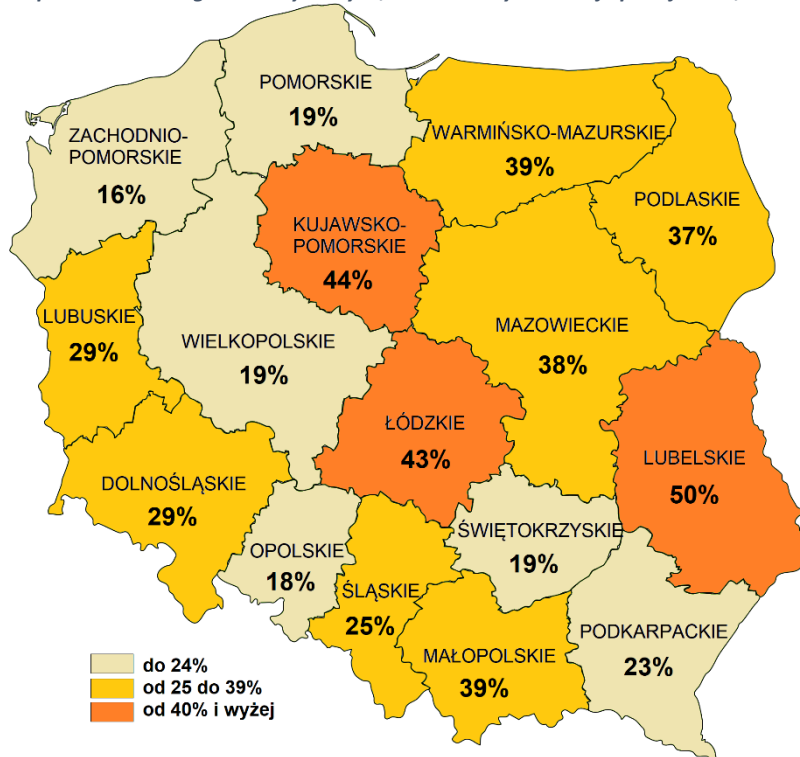 POMORSKIE
19%
ZACHODNIO-
POMORSKIE
16%
WARMIŃSKO-MAZURSKIE
39%
PODLASKIE
37%
KUJAWSKO-
POMORSKIE
44%
LUBUSKIE
29%
WIELKOPOLSKIE
19%
MAZOWIECKIE
38%
ŁÓDZKIE
43%
LUBELSKIE
50%
DOLNOŚLĄSKIE
29%
OPOLSKIE
18%
ŚWIĘTOKRZYSKIE
19%
ŚLĄSKIE
25%
MAŁOPOLSKIE
39%
PODKARPACKIE
23%
do 24%
od 25 do 39%
od 40% i wyżej